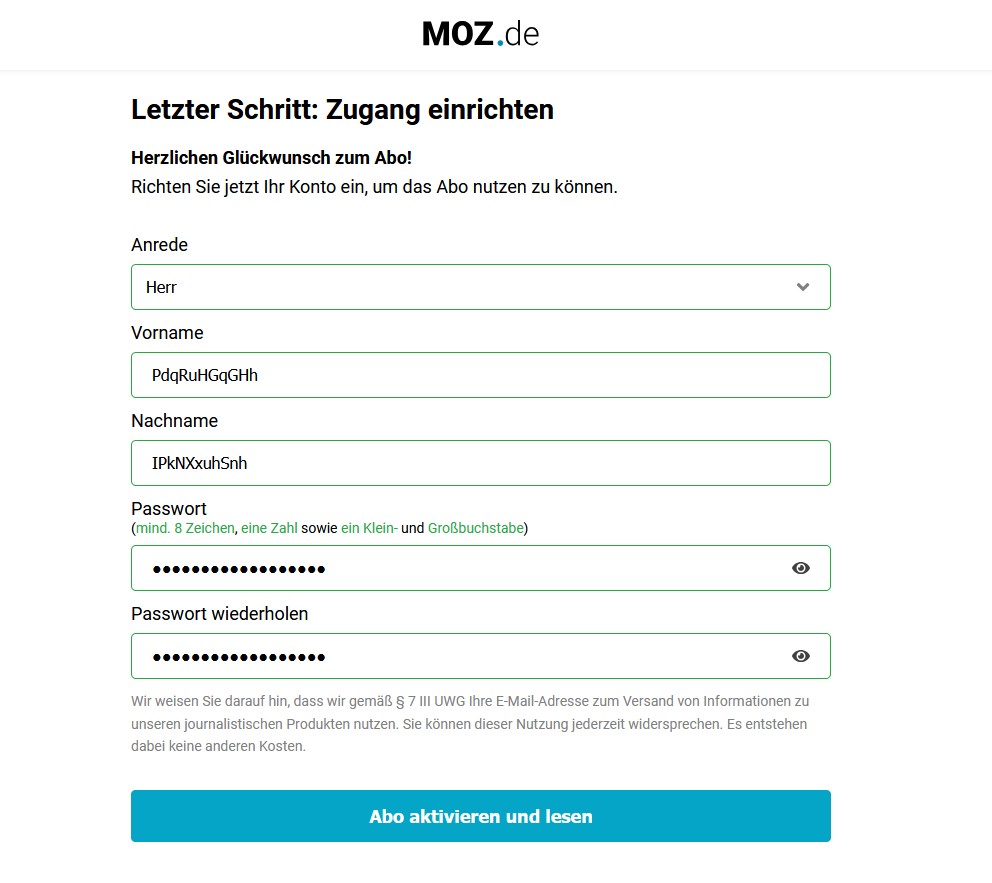 MOZ.de
Letzter Schritt: Zugang einrichten
Herzlichen Glückwunsch zum Abo!
Richten Sie jetzt Ihr Konto ein, um das Abo nutzen zu können.
Anrede
Herr
Vorname
PdqRuHGqGHh
Nachname
IPkNXxuhSnh
Passwort
(mind. 8 Zeichen, eine Zahl sowie ein Klein- und Großbuchstabe)
••••••••••••••••••
Passwort wiederholen
••••••••••••••••••
Wir weisen Sie darauf hin, dass wir gemäß § 7 III UWG Ihre E-Mail-Adresse zum Versand von Informationen zu
unseren journalistischen Produkten nutzen. Sie können dieser Nutzung jederzeit widersprechen. Es entstehen
dabei keine anderen Kosten.
Abo aktivieren und lesen